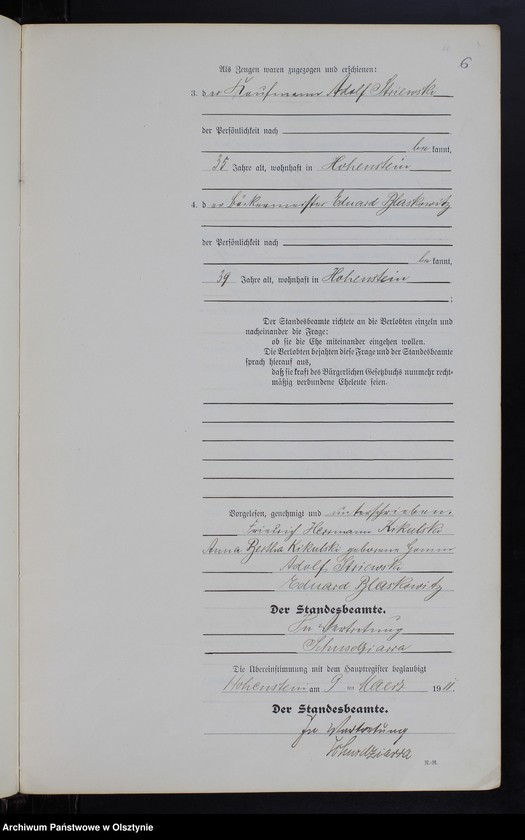 6
Als Zeugen waren zugezogen und erschienen:
3. der Kaufmann Adolf
der Persönlichkeit nach
bekannt,
35 Jahre alt, wohnhaft in Hohenstein
4. der Bäckermeister Eduard Blaskowitz
der Persönlichkeit nach
bekannt,
39 Jahre alt, wohnhaft in Hohenstein
;
Der Standesbeamte richtete an die Verlobten einzeln und
nacheinander die Frage:
ob sie die Ehe miteinander eingehen wollen.
Die Verlobten bejahten diese Frage und der Standesbeamte
sprach hierauf aus,
daß sie kraft des Bürgerlichen Gesetzbuchs nunmehr recht-
mäßig verbundene Eheleute seien.
Vorgelesen, genehmigt und unterschrieben.
Friedrich Hermann Kikulski
Anna Bertha Kikulski geborene
Adolf
Eduard Blaskowitz
Der Standesbeamte.
In Vertretung
Die Übereinstimmung mit dem Hauptregister beglaubigt
Hohenstein am 9 ten Maerz 1911.
Der Standesbeamte.
In Vertretung
Archiwum Państwowe w Olsztynie